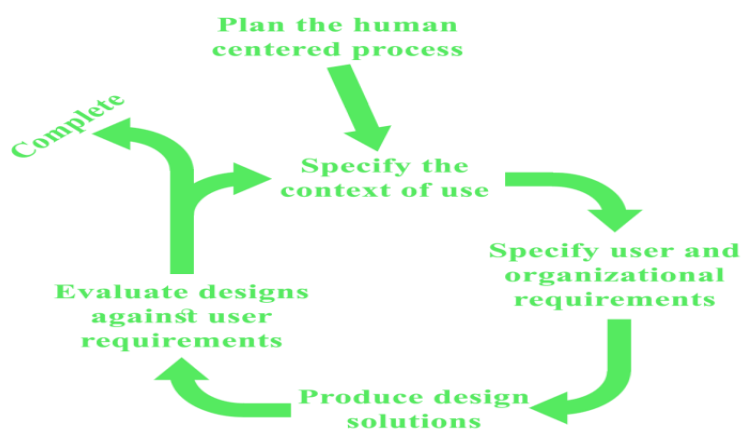 Plan the human
centered process
Complete
Specify the
context of use
Specify user and
organizational
requirements
Evaluate designs
against user
requirements
Produce design
solutions